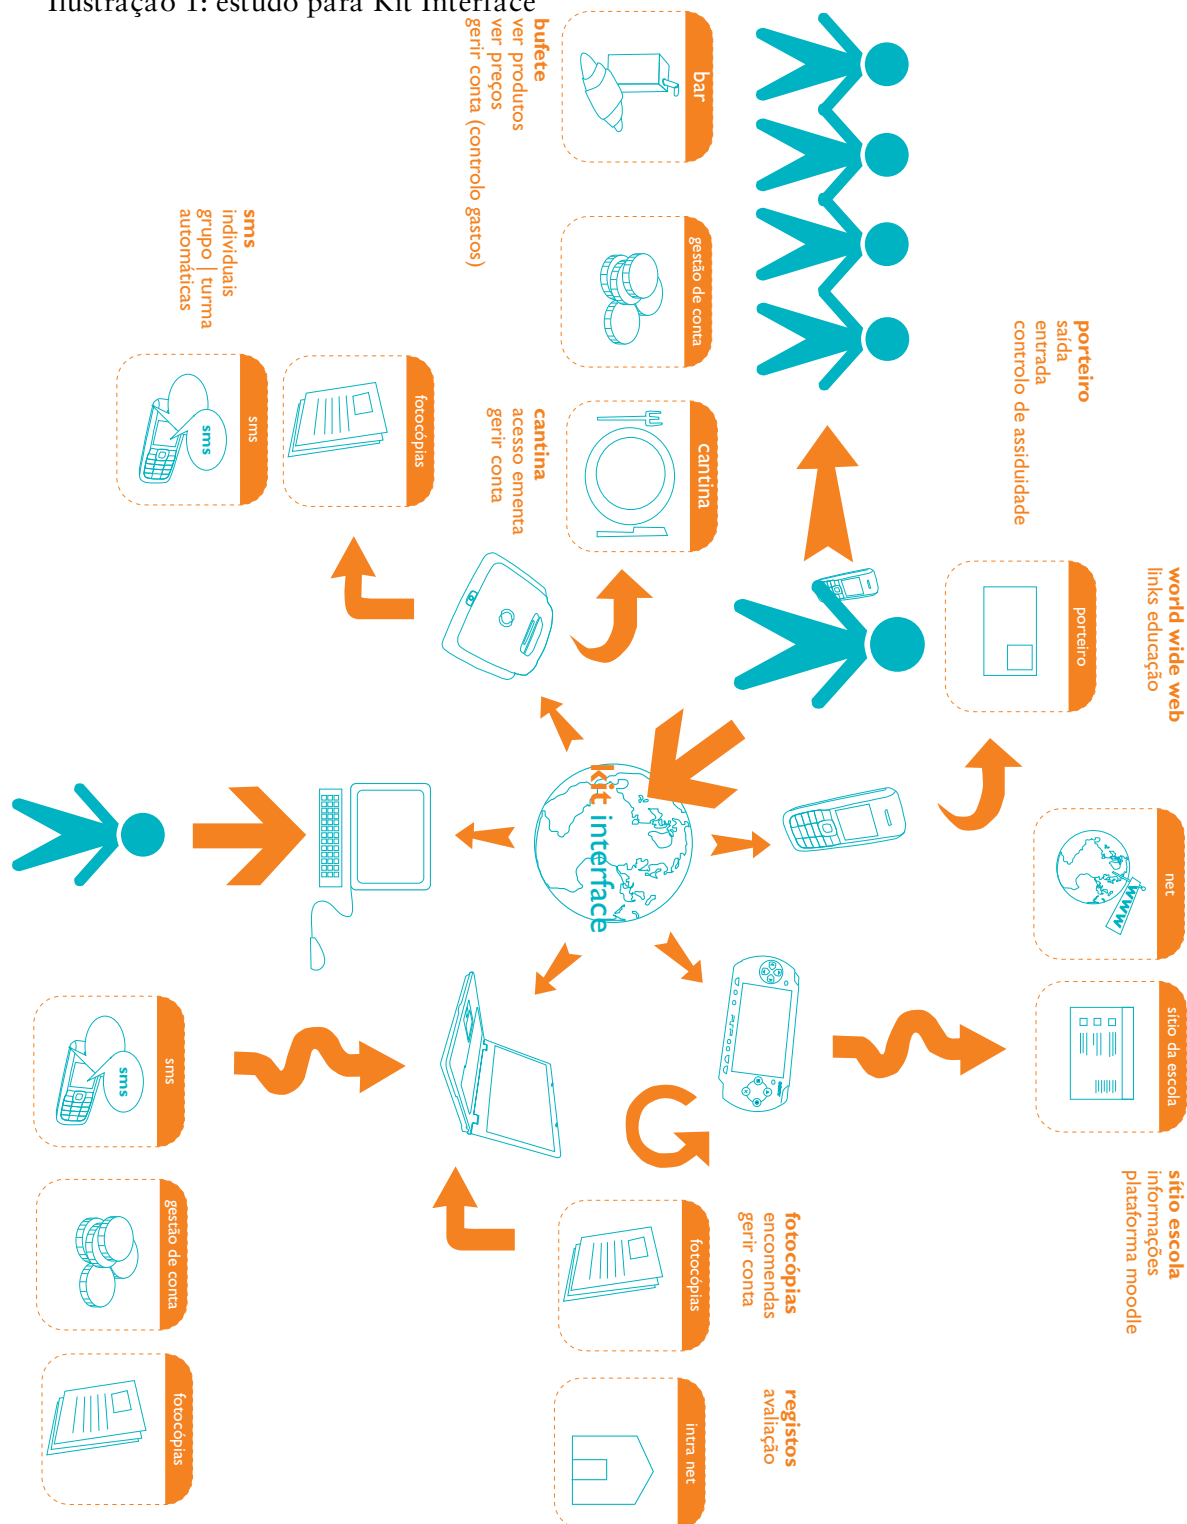 Ilustração 1: estudo para Kit Interface
world wide web
links educação
net
sítio da escola
www
sítio escola
informações
plataforma moodle
porteiro
saída
entrada
controlo de assiduidade
porteiro
bar
gestão de conta
cantina
bufete
ver produtos
ver preços
gerir conta (controlo gastos)
cantina
acesso ementa
gerir conta
kit interface
fotocópias
encomendas
gerir conta
registos
avaliação
fotocópias
intra net
sms
individuais
grupo | turma
automáticas
fotocópias
sms
sms
sms
sms
gestão de conta
fotocópias